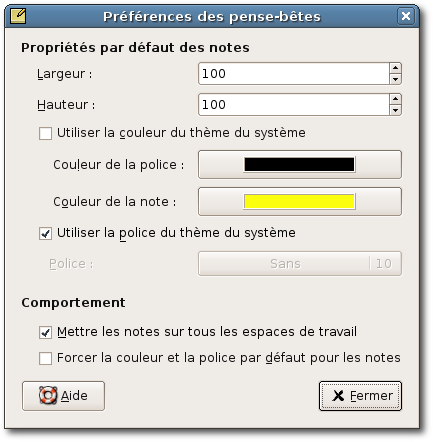 Préférences des pense-bêtes
Propriétés par défaut des notes
Largeur : 100
Hauteur : 100
Utiliser la couleur du thème du système
Couleur de la police :
Couleur de la note :
Utiliser la police du thème du système
Police : Sans 10
Comportement
Mettre les notes sur tous les espaces de travail
Forcer la couleur et la police par défaut pour les notes
Aide Fermer